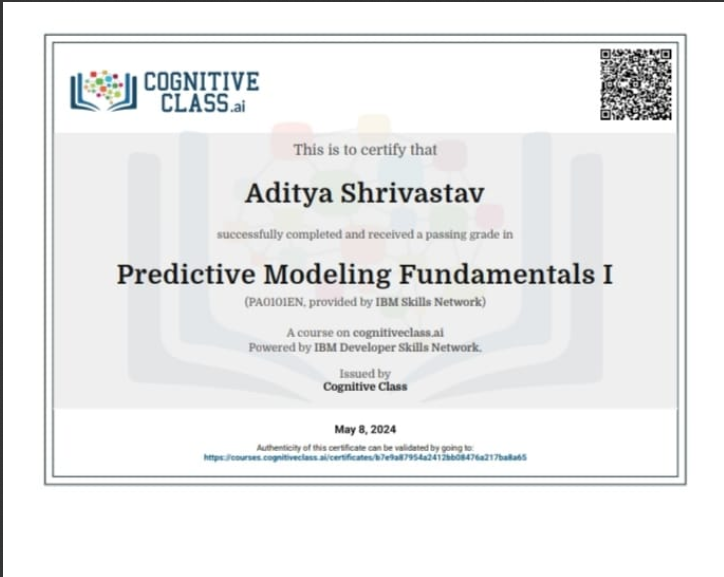 COGNITIVE
CLASS.ai
This is to certify that
Aditya Shrivastav
successfully completed and received a passing grade in
Predictive Modeling Fundamentals I
(PA0101EN, provided by IBM Skills Network)
A course on cognitiveclass.ai
Powered by IBM Developer Skills Network.
Issued by
Cognitive Class
May 8, 2024
Authenticity of this certificate can be validated by going to:
https://courses.cognitiveclass.ai/certificates/b7e9a87954a2412bb08476a217ba8a65